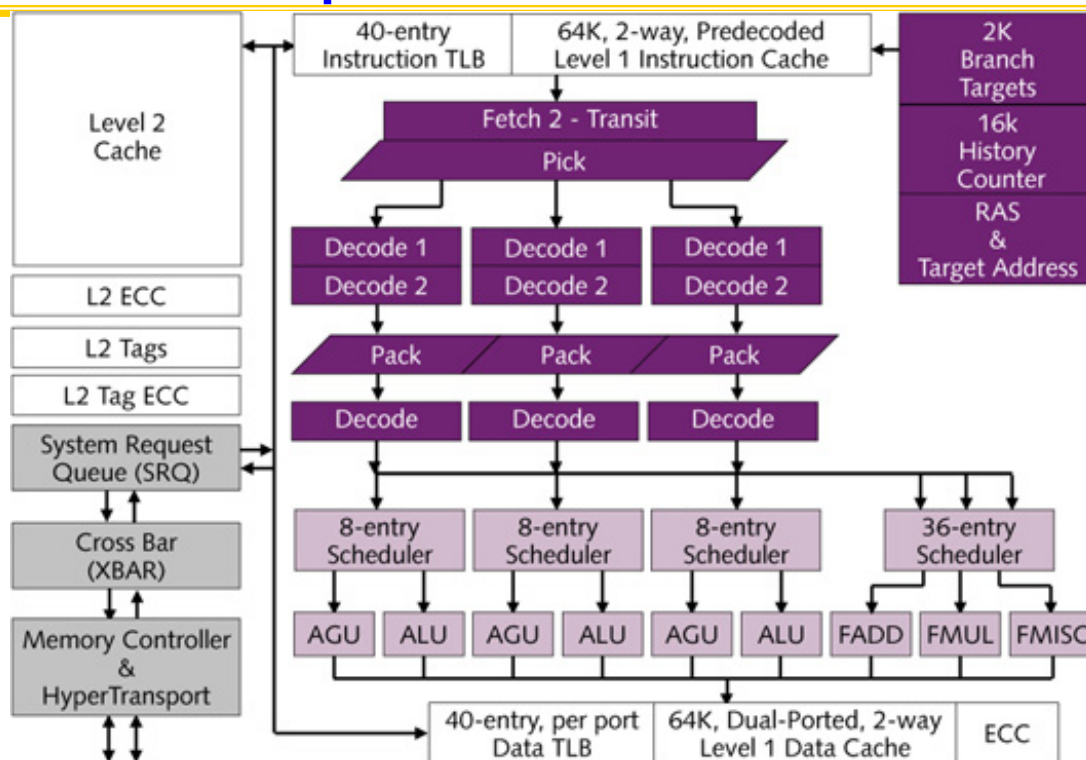 40-entry
Instruction TLB
64K, 2-way, Predecoded
Level 1 Instruction Cache
2K
Branch
Targets
16k
History
Counter
RAS
&
Target Address
Level 2
Cache
Fetch 2 - Transit
Pick
Decode 1
Decode 1
Decode 1
Decode 2
Decode 2
Decode 2
L2 ECC
L2 Tags
L2 Tag ECC
Pack
Pack
Pack
Decode
Decode
Decode
System Request
Queue (SRQ)
Cross Bar
(XBAR)
Memory Controller
&
HyperTransport
8-entry
Scheduler
8-entry
Scheduler
8-entry
Scheduler
36-entry
Scheduler
AGU
ALU
AGU
ALU
AGU
ALU
FADD
FMUL
FMISC
40-entry, per port
Data TLB
64K, Dual-Ported, 2-way
Level 1 Data Cache
ECC